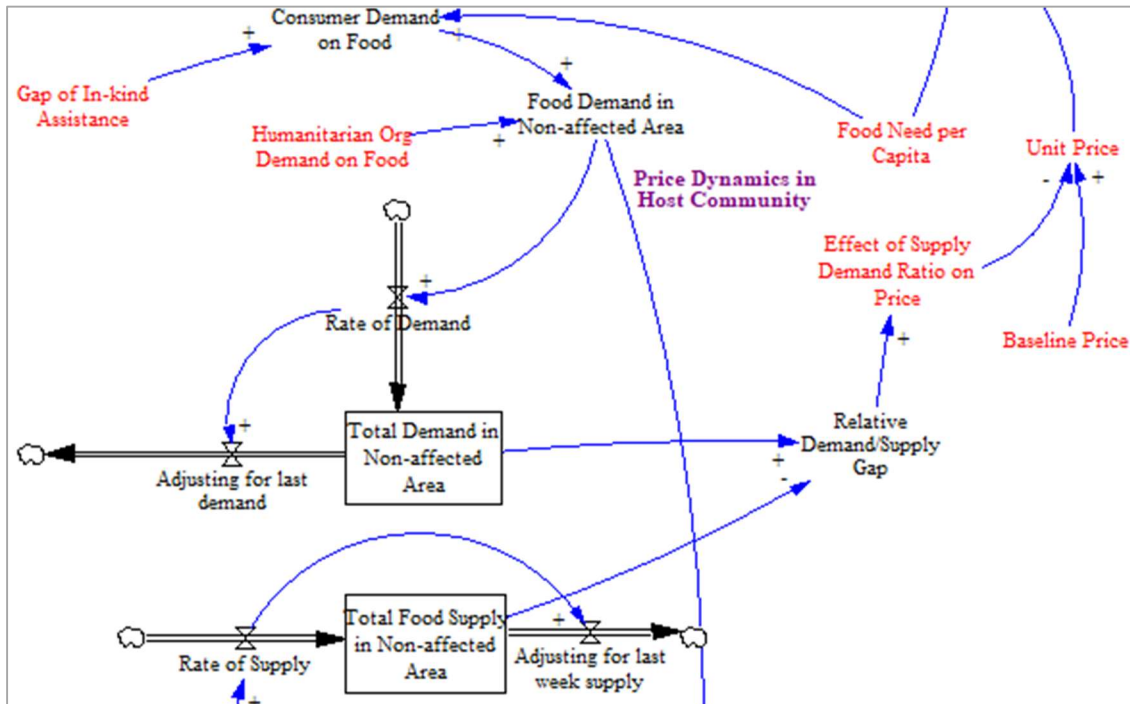 Consumer Demand
on Food
+
+
Gap of In-kind
Assistance
+
Food Demand in
Non-affected Area
Humanitarian Org
Demand on Food
+
Food Need per
Capita
Unit Price
-
+
Price Dynamics in
Host Community
Effect of Supply
Demand Ratio on
Price
+
Rate of Demand
Baseline Price
+
Relative
Demand/Supply
Gap
+
-
+
Total Demand in
Non-affected
Area
Adjusting for last
demand
Total Food Supply
in Non-affected
Area
+
Rate of Supply
Adjusting for last
week supply
+